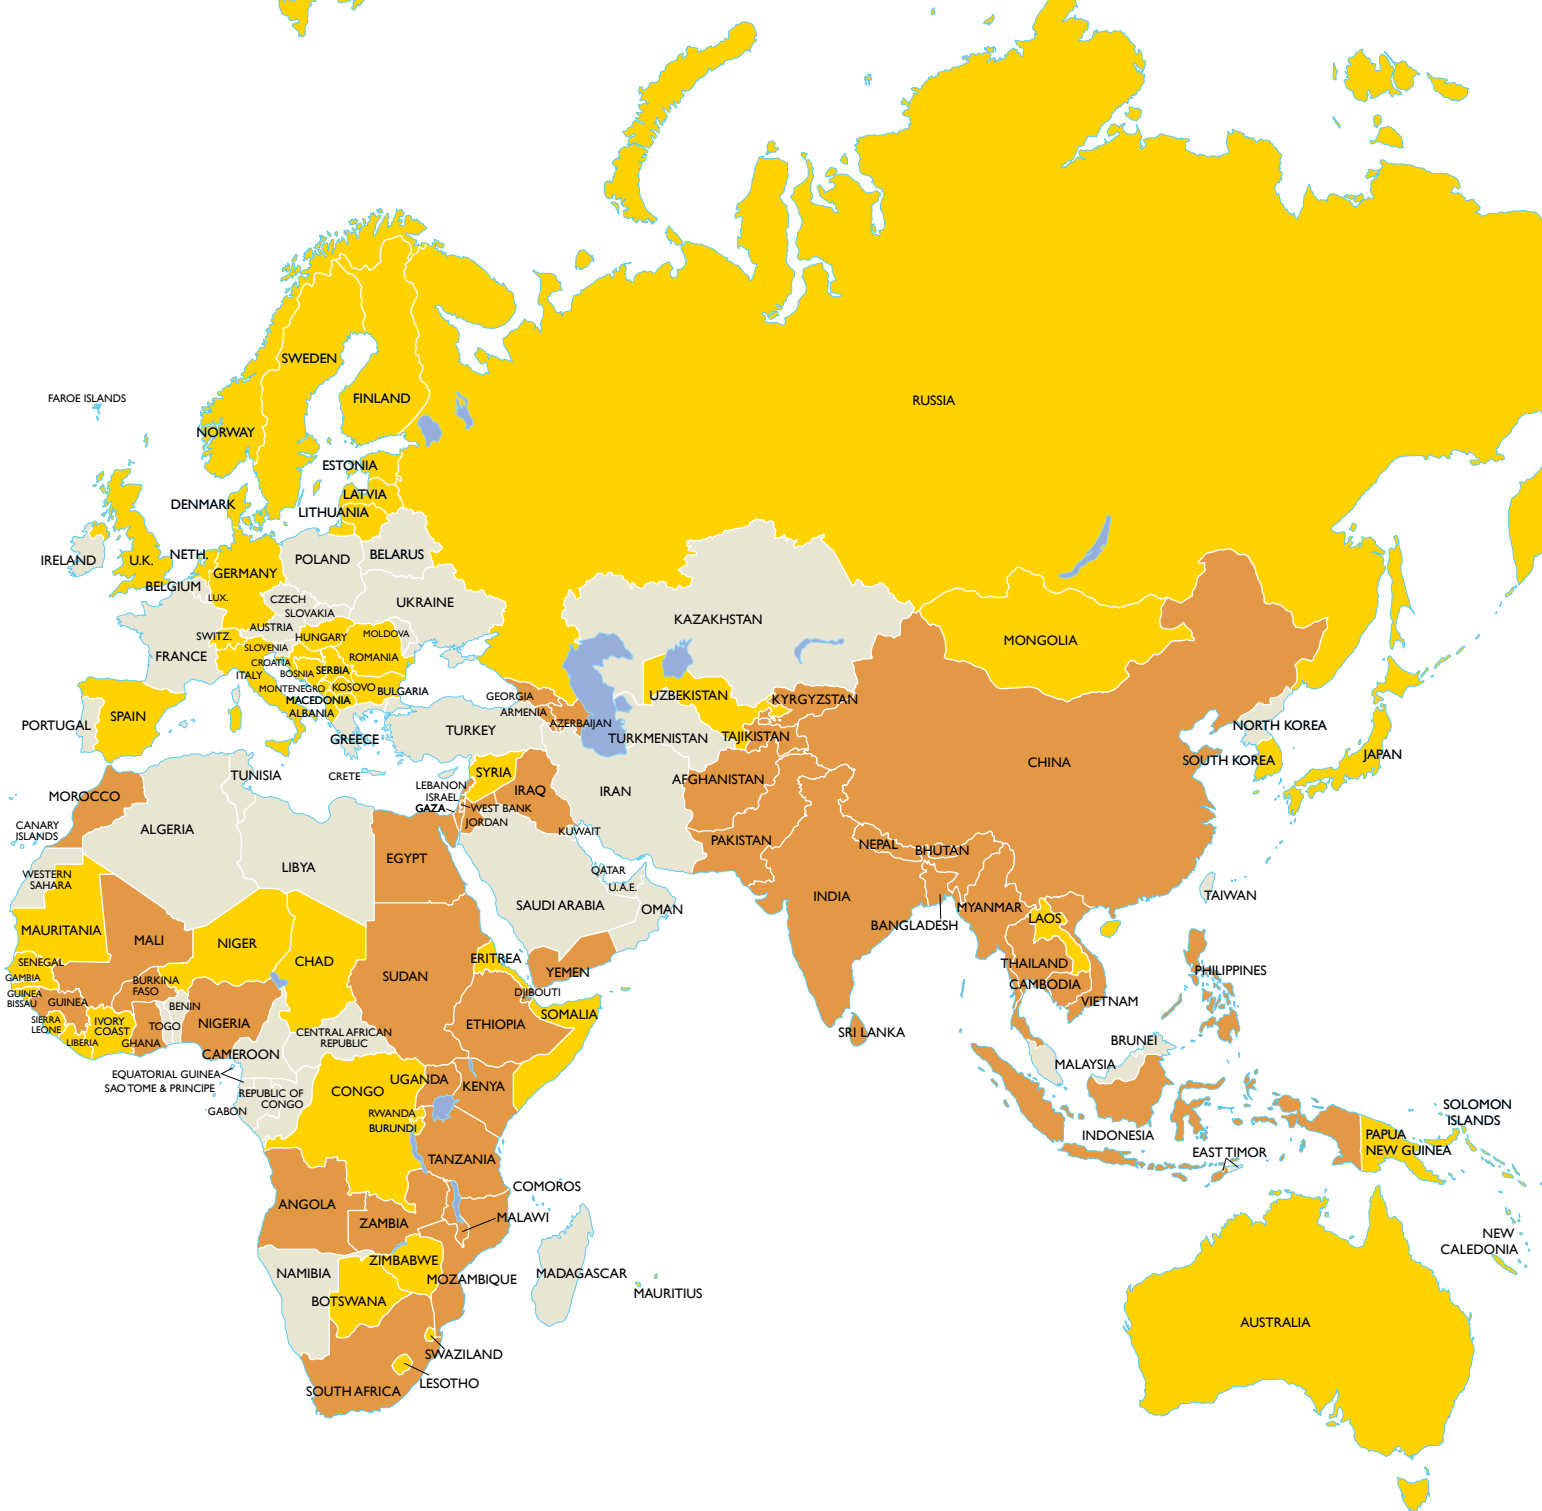 SWEDEN
FINLAND
RUSSIA
FAROE ISLANDS
NORWAY
ESTONIA
LATVIA
DENMARK
LITHUANIA
IRELAND
U.K.
NETH.
POLAND
BELARUS
GERMANY
BELGIUM
LUX.
CZECH
SLOVAKIA
UKRAINE
KAZAKHSTAN
AUSTRIA
SWITZ.
HUNGARY
MOLDOVA
MONGOLIA
FRANCE
SLOVENIA
ROMANIA
CROATIA
BOSNIA
SERBIA
ITALY
MONTENEGRO
KOSOVO
BULGARIA
MACEDONIA
ALBANIA
GEORGIA
ARMENIA
AZERBAIJAN
UZBEKISTAN
KYRGYZSTAN
PORTUGAL
SPAIN
GREECE
TURKEY
TURKMENISTAN
TAJIKISTAN
NORTH KOREA
SOUTH KOREA
JAPAN
CHINA
TUNISIA
CRETE
SYRIA
LEBANON
ISRAEL
GAZA
WEST BANK
JORDAN
IRAQ
IRAN
AFGHANISTAN
MOROCCO
CANARY
ISLANDS
ALGERIA
LIBYA
EGYPT
KUWAIT
PAKISTAN
NEPAL
BHUTAN
QATAR
U.A.E.
WESTERN
SAHARA
SAUDI ARABIA
OMAN
INDIA
BANGLADESH
MYANMAR
LAOS
TAIWAN
MAURITANIA
MALI
NIGER
CHAD
SUDAN
ERITREA
YEMEN
THAILAND
CAMBODIA
VIETNAM
PHILIPPINES
SENEGAL
GAMBIA
GUINEA
BISSAU
GUINEA
BURKINA
FASO
BENIN
DJIBOUTI
SOMALIA
SIERRA
LEONE
LIBERIA
IVORY
COAST
GHANA
TOGO
NIGERIA
CENTRAL AFRICAN
REPUBLIC
ETHIOPIA
SRI LANKA
BRUNEI
MALAYSIA
CAMEROON
EQUATORIAL GUINEA
SAO TOME & PRINCIPE
GABON
REPUBLIC OF
CONGO
CONGO
UGANDA
KENYA
RWANDA
BURUNDI
TANZANIA
INDONESIA
EAST TIMOR
PAPUA
NEW GUINEA
SOLOMON
ISLANDS
COMOROS
ANGOLA
ZAMBIA
MALAWI
ZIMBABWE
MOZAMBIQUE
NAMIBIA
BOTSWANA
MADAGASCAR
MAURITIUS
NEW
CALEDONIA
AUSTRALIA
SWAZILAND
LESOTHO
SOUTH AFRICA